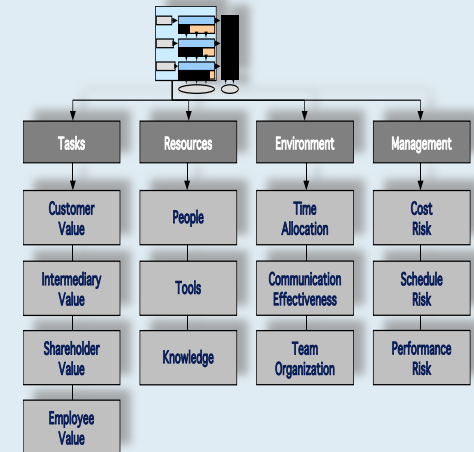 Tasks
Resources
Environment
Management
Customer
Value
People
Time
Allocation
Cost
Risk
Intermediary
Value
Tools
Communication
Effectiveness
Schedule
Risk
Shareholder
Value
Knowledge
Team
Organization
Performance
Risk
Employee
Value